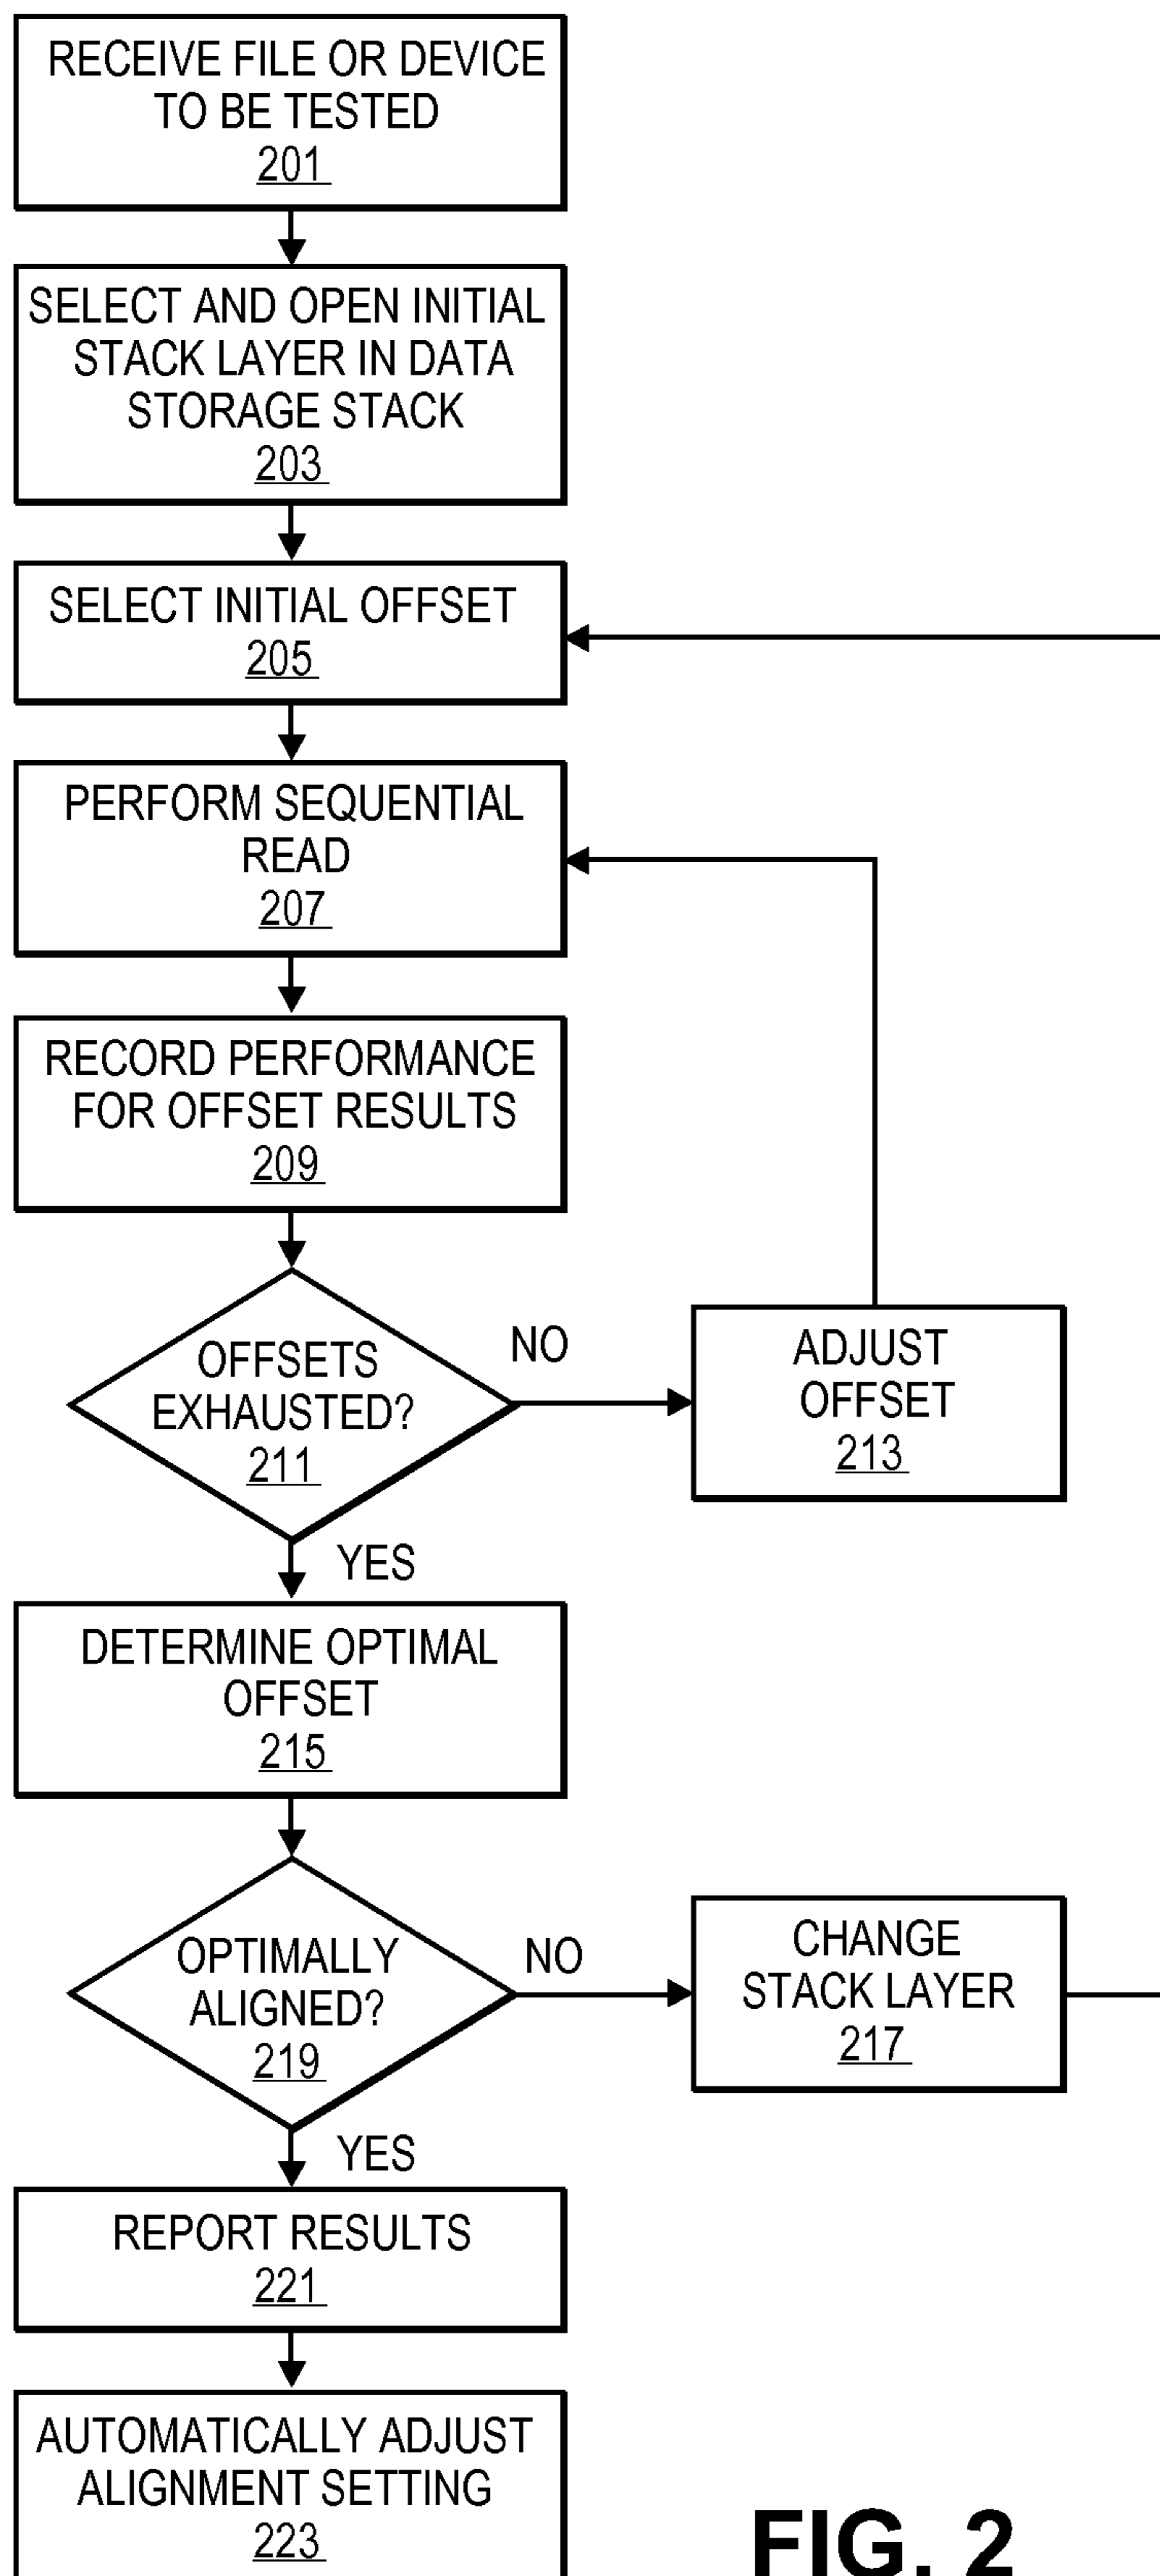 RECEIVE FILE OR DEVICE
TO BE TESTED
201
SELECT AND OPEN INITIAL
STACK LAYER IN DATA
STORAGE STACK
203
SELECT INITIAL OFFSET
205
PERFORM SEQUENTIAL
READ
207
RECORD PERFORMANCE
FOR OFFSET RESULTS
209
OFFSETS
EXHAUSTED?
211
NO
ADJUST
OFFSET
213
YES
DETERMINE OPTIMAL
OFFSET
215
OPTIMALLY
ALIGNED?
219
NO
CHANGE
STACK LAYER
217
YES
REPORT RESULTS
221
AUTOMATICALLY ADJUST
ALIGNMENT SETTING
223
FIG. 2